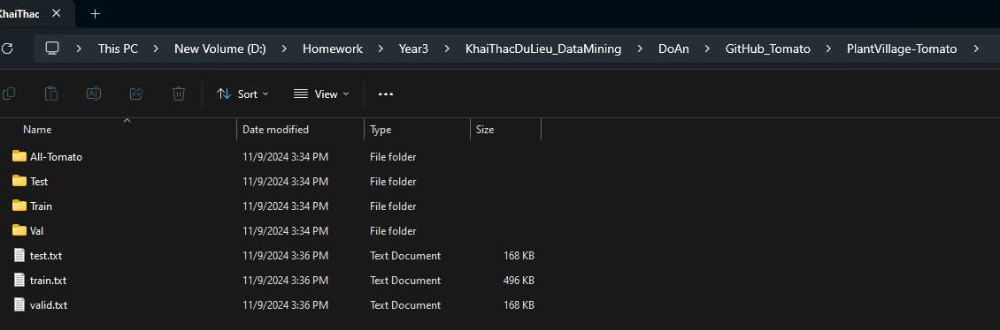 KhaiThac
This PC > New Volume (D:) > Homework > Year3 > KhaiThacDuLieu_DataMining > DoAn > GitHub_Tomato > PlantVillage-Tomato >
Sort View
Name Date modified Type Size
All-Tomato 11/9/2024 3:34 PM File folder
Test 11/9/2024 3:34 PM File folder
Train 11/9/2024 3:34 PM File folder
Val 11/9/2024 3:34 PM File folder
test.txt 11/9/2024 3:36 PM Text Document 168 KB
train.txt 11/9/2024 3:36 PM Text Document 496 KB
valid.txt 11/9/2024 3:36 PM Text Document 168 KB